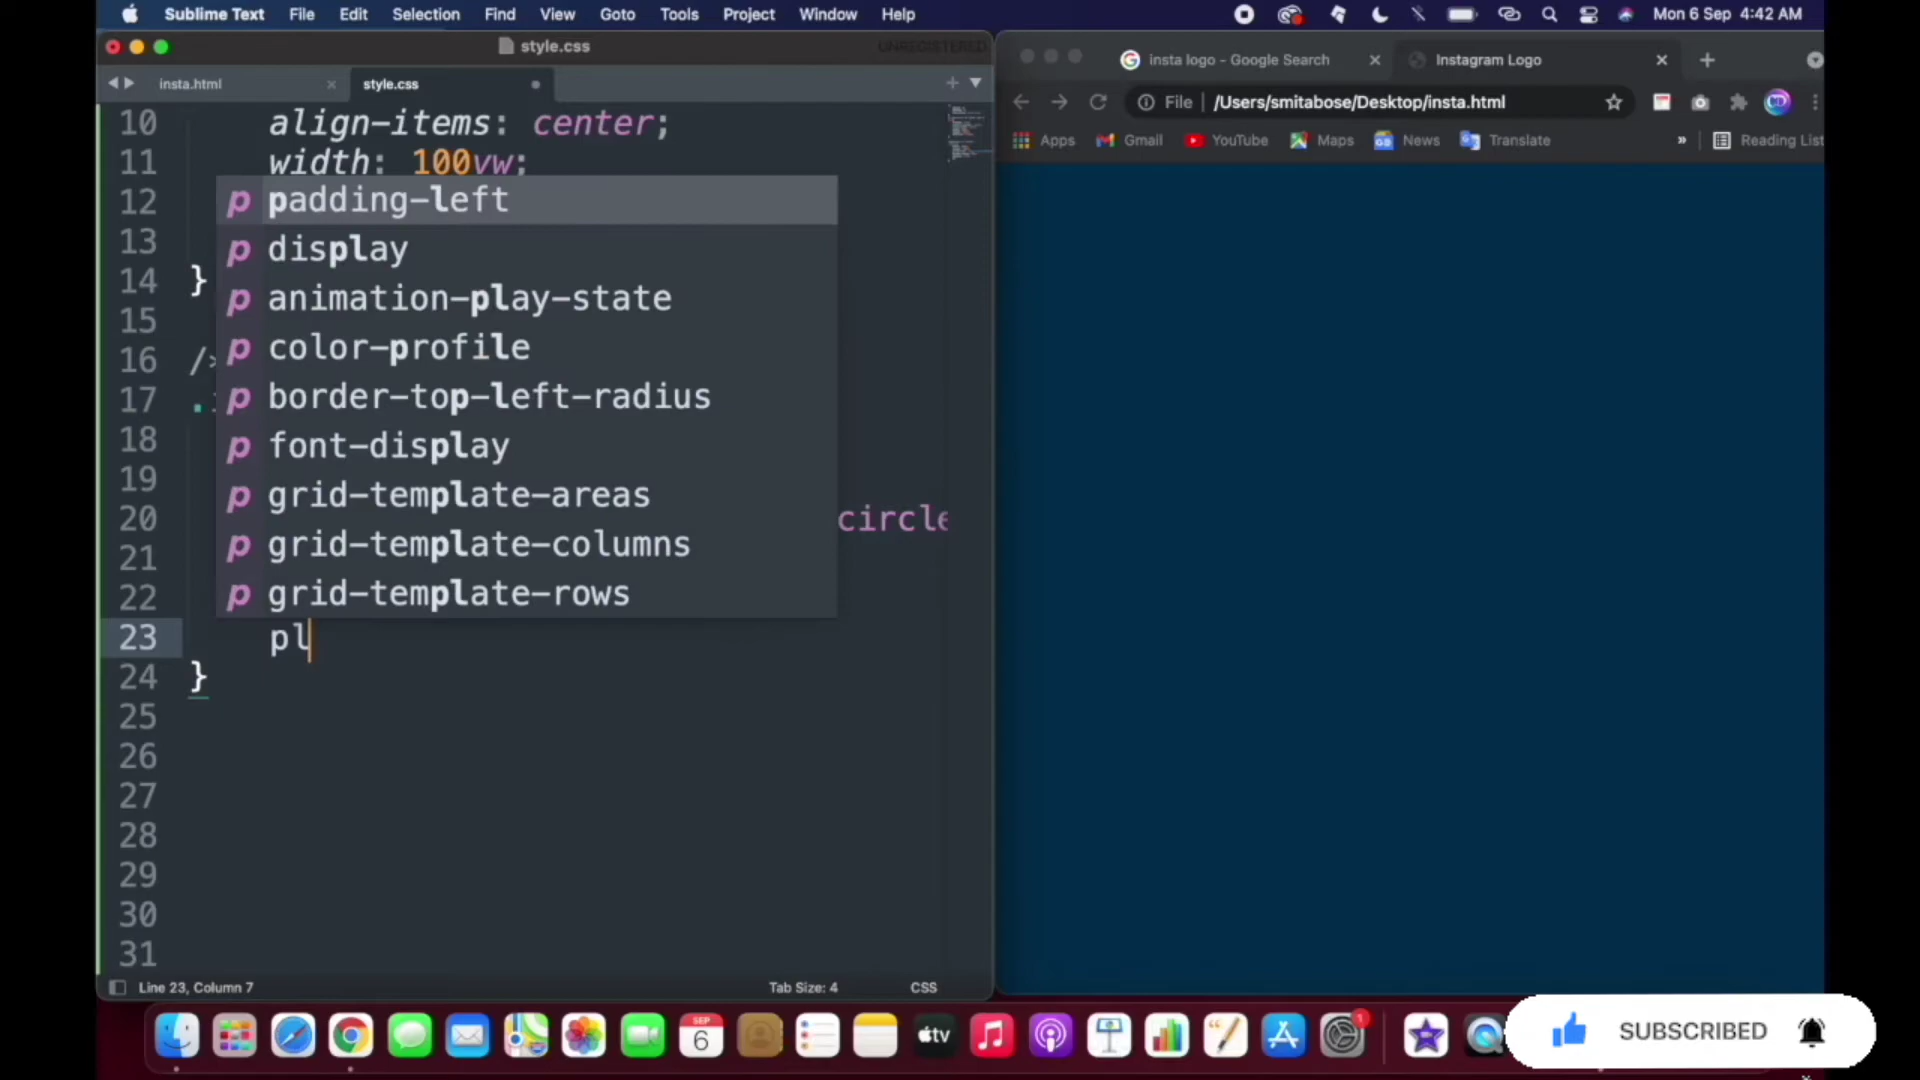 Sublime Text File Edit Selection Find View Goto Tools Project Window Help Mon 6 Sep 4:42 AM
style.css UNREGISTERED
insta.html style.css
insta logo - Google Search Instagram Logo
File /Users/smitabose/Desktop/insta.html
Apps Gmail YouTube Maps News Translate » Reading List
10 align-items: center;
11 width: 100vw;
12
13
14 }
15
16
17
18
19
20 circle
21
22
23 pl
24 }
25
26
27
28
29
30
31
p padding-left
p display
p animation-play-state
p color-profile
p border-top-left-radius
p font-display
p grid-template-areas
p grid-template-columns
p grid-template-rows
Line 23, Column 7 Tab Size: 4 CSS
SEP
6
tv
1
SUBSCRIBED